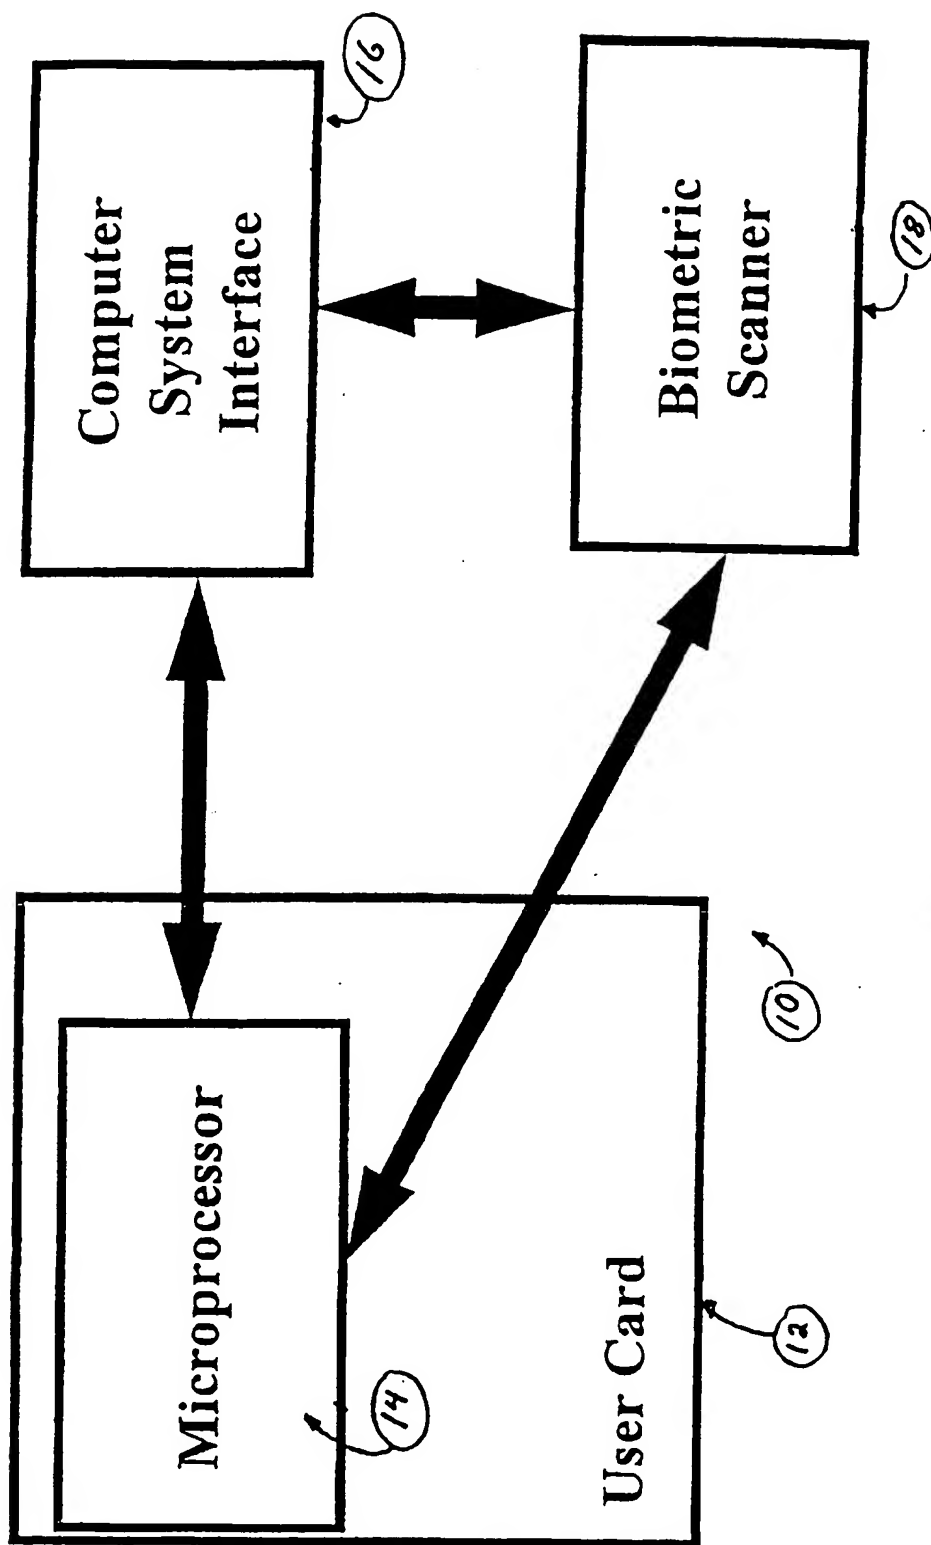 Microprocessor
14
User Card
12
10
Computer
System
Interface
16
Biometric
Scanner
18